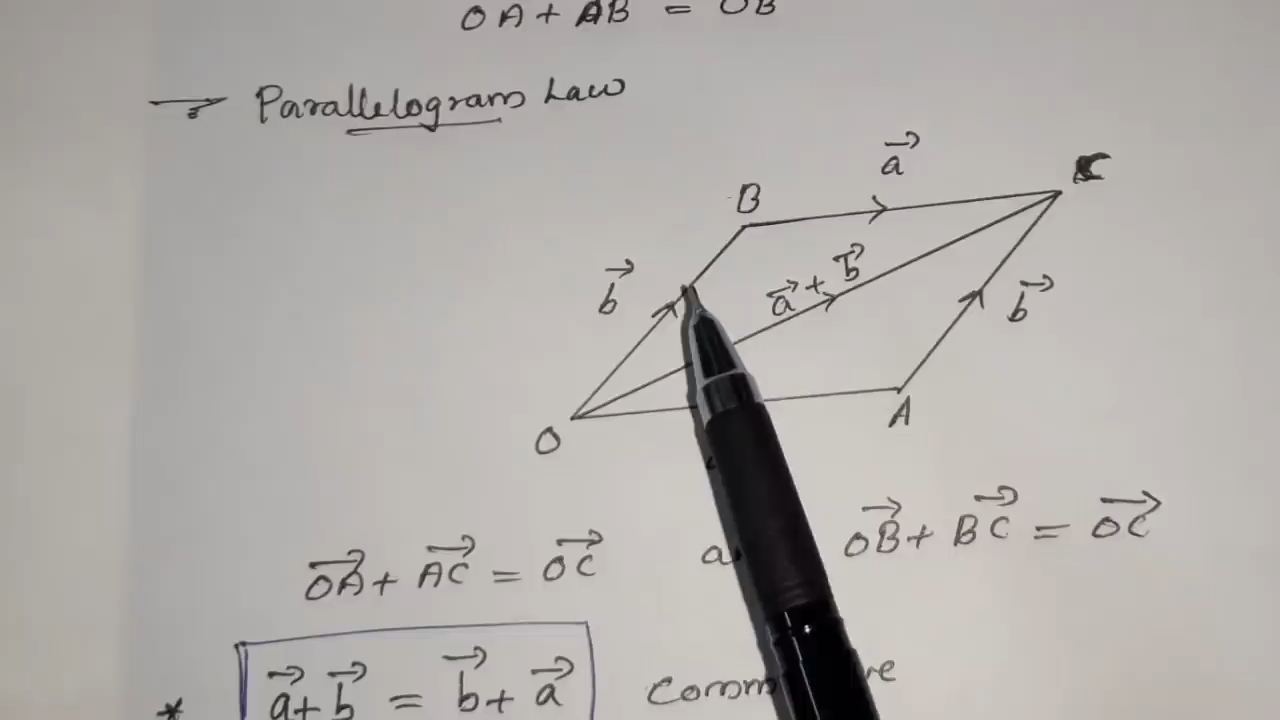 OA + AB = OB
→ Parallelogram Law
a⃗
B
C
b⃗
a⃗ + b⃗
b⃗
O
A
OA⃗ + AC⃗ = OC⃗ OB⃗ + BC⃗ = OC⃗
* a⃗ + b⃗ = b⃗ + a⃗